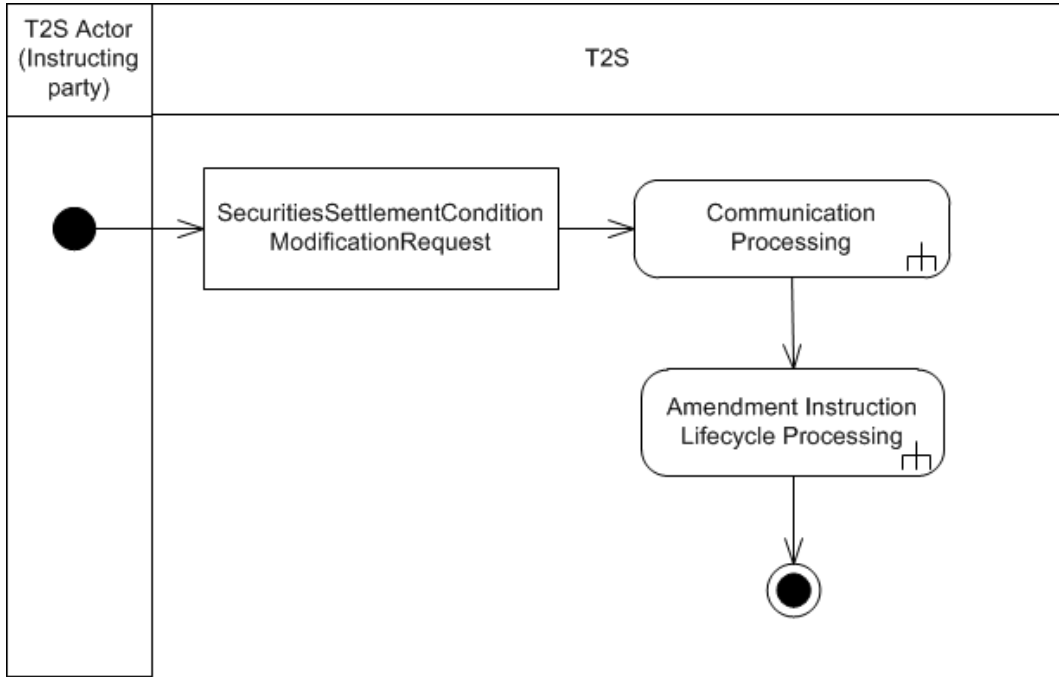 T2S Actor
(Instructing
party)
T2S
SecuritiesSettlementCondition
ModificationRequest
Communication
Processing
Amendment Instruction
Lifecycle Processing